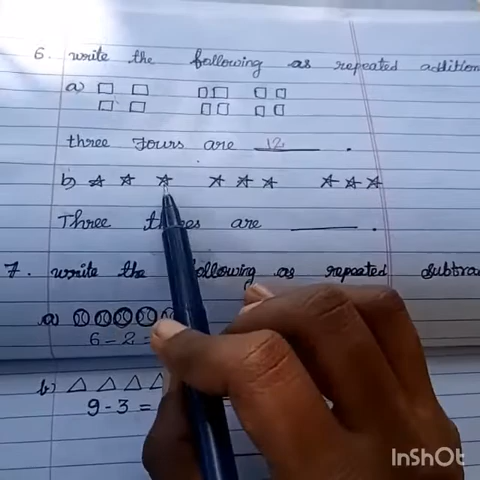 6. write the following as repeated addition
a)
three fours are 12 .
b)
Three threes are ______ .
7. write the following as repeated
a)
6 - 2 =
b)
9 - 3 =
InShOt